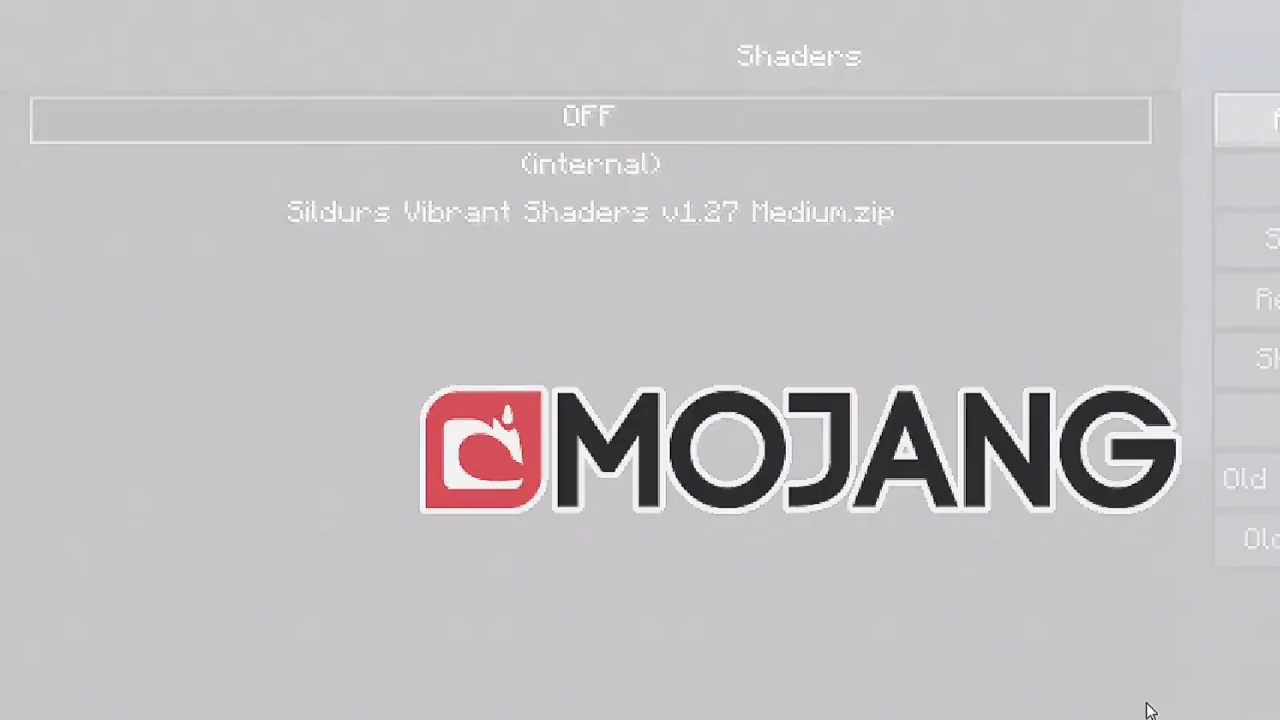 Shaders
OFF
(internal)
Sildurs Vibrant Shaders v1.27 Medium.zip
MOJANG
Old